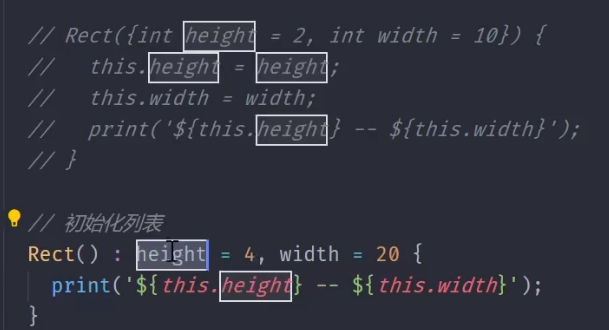 // Rect({int height = 2, int width = 10}) {
//   this.height = height;
//   this.width = width;
//   print('${this.height} -- ${this.width}');
// }
// 初始化列表
Rect() : height = 4, width = 20 {
  print('${this.height} -- ${this.width}');
}